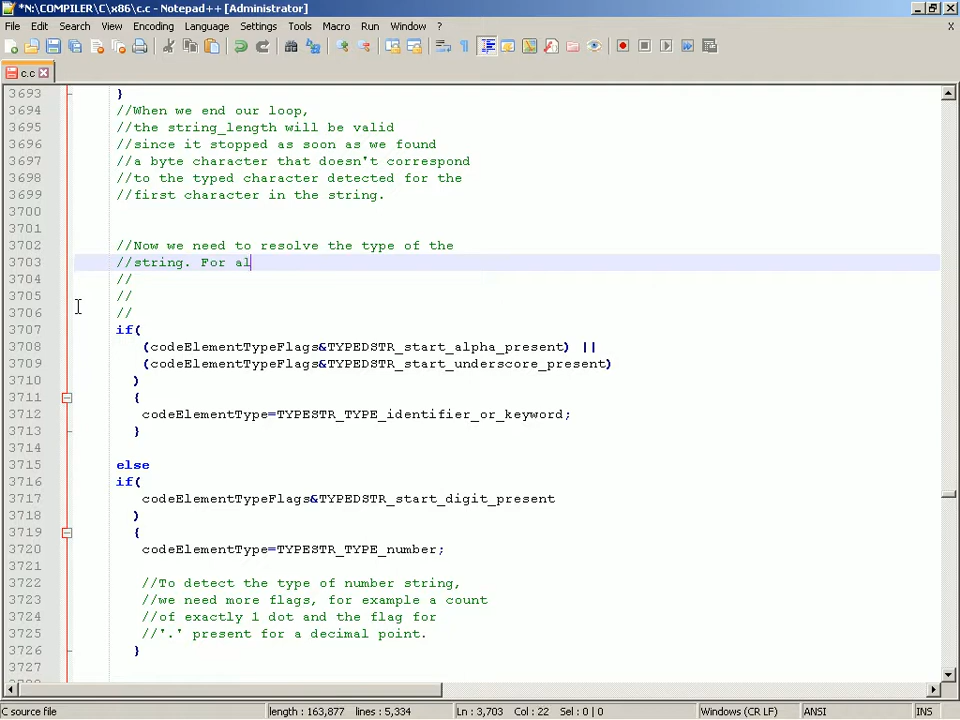 *N:\COMPILER\C\x86\c.c - Notepad++ [Administrator]
File Edit Search View Encoding Language Settings Tools Macro Run Window ? X
c.c
3693 }
3694 //When we end our loop,
3695 //the string_length will be valid
3696 //since it stopped as soon as we found
3697 //a byte character that doesn't correspond
3698 //to the typed character detected for the
3699 //first character in the string.
3700
3701
3702 //Now we need to resolve the type of the
3703 //string. For al
3704 //
3705 //
3706 //
3707 if(
3708 (codeElementTypeFlags&TYPEDSTR_start_alpha_present) ||
3709 (codeElementTypeFlags&TYPEDSTR_start_underscore_present)
3710 )
3711 {
3712 codeElementType=TYPESTR_TYPE_identifier_or_keyword;
3713 }
3714
3715 else
3716 if(
3717 codeElementTypeFlags&TYPEDSTR_start_digit_present
3718 )
3719 {
3720 codeElementType=TYPESTR_TYPE_number;
3721
3722 //To detect the type of number string,
3723 //we need more flags, for example a count
3724 //of exactly 1 dot and the flag for
3725 //'.' present for a decimal point.
3726 }
3727
C source file length : 163,877 lines : 5,334 Ln : 3,703 Col : 22 Sel : 0 | 0 Windows (CR LF) ANSI INS